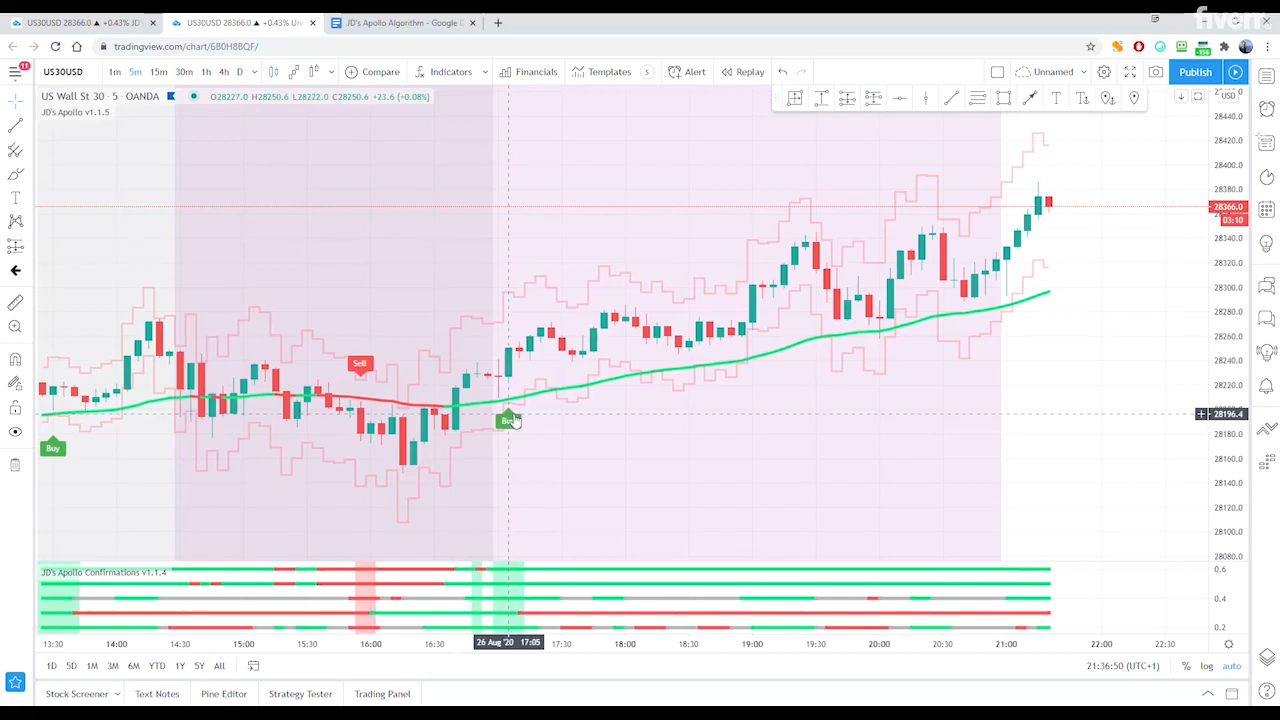 US30USD 28366.0 ▲ +0.43% JD's
US30USD 28366.0 ▲ +0.43% Un
JD's Apollo Algorithm - Google D
fiverr
tradingview.com/chart/6B0H8BQF/
-156
11
US30USD
1m 5m 15m 30m 1h 4h D
Compare
Indicators
Financials
Templates
S
Alert
Replay
Unnamed
Publish
US Wall St 30 · 5 · OANDA
O28227.0 H28250.6 L28222.0 C28250.6 +23.6 (+0.08%)
JD's Apollo v1.1.5
USD
28440.0
28420.0
28400.0
28380.0
28366.0
03:10
28340.0
28320.0
28300.0
28280.0
28260.0
28240.0
28220.0
28196.4
28180.0
28160.0
28140.0
28120.0
28100.0
28080.0
Sell
Buy
Buy
JD's Apollo Confirmations v1.1.4
0.6
0.4
0.2
13:30 14:00 14:30 15:00 15:30 16:00 16:30 26 Aug '20 17:05 17:30 18:00 18:30 19:00 19:30 20:00 20:30 21:00 22:00 22:30
1D 5D 1M 3M 6M YTD 1Y 5Y All
21:36:50 (UTC+1)
% log auto
Stock Screener
Text Notes
Pine Editor
Strategy Tester
Trading Panel